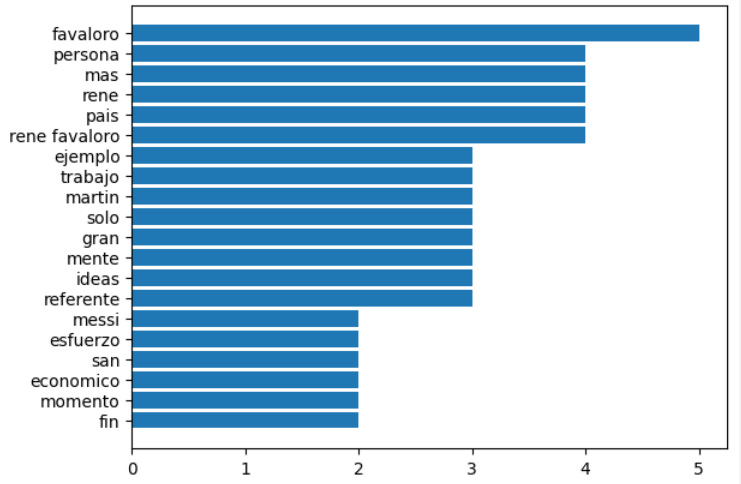 favaloro
persona
mas
rene
pais
rene favaloro
ejemplo
trabajo
martin
solo
gran
mente
ideas
referente
messi
esfuerzo
san
economico
momento
fin
0 1 2 3 4 5